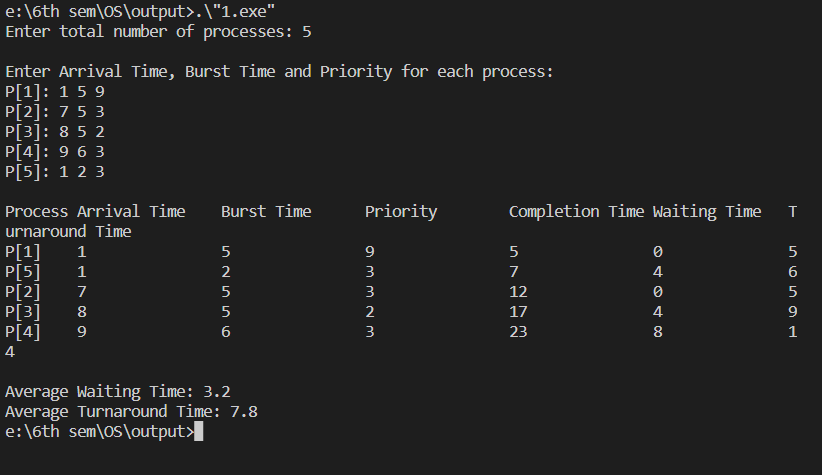 e:\6th sem\OS\output>.\"1.exe"
Enter total number of processes: 5
Enter Arrival Time, Burst Time and Priority for each process:
P[1]: 1 5 9
P[2]: 7 5 3
P[3]: 8 5 2
P[4]: 9 6 3
P[5]: 1 2 3
Process Arrival Time    Burst Time      Priority        Completion Time Waiting Time   T
urnaround Time
P[1]    1               5               9               5               0              5
P[5]    1               2               3               7               4              6
P[2]    7               5               3               12              0              5
P[3]    8               5               2               17              4              9
P[4]    9               6               3               23              8              1
4
Average Waiting Time: 3.2
Average Turnaround Time: 7.8
e:\6th sem\OS\output>